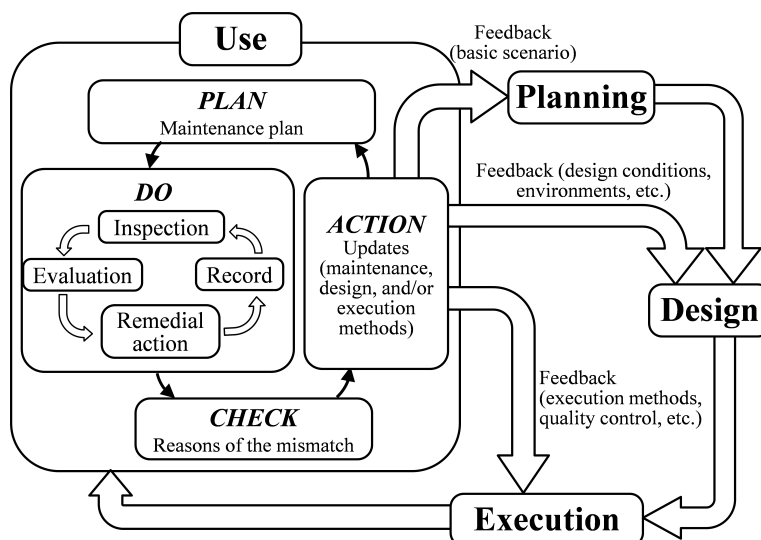 Use
PLAN
Maintenance plan
DO
Inspection
Evaluation
Record
Remedial
action
CHECK
Reasons of the mismatch
ACTION
Updates
(maintenance,
design, and/or
execution
methods)
Feedback
(basic scenario)
Planning
Feedback (design conditions,
environments, etc.)
Design
Feedback
(execution methods,
quality control, etc.)
Execution